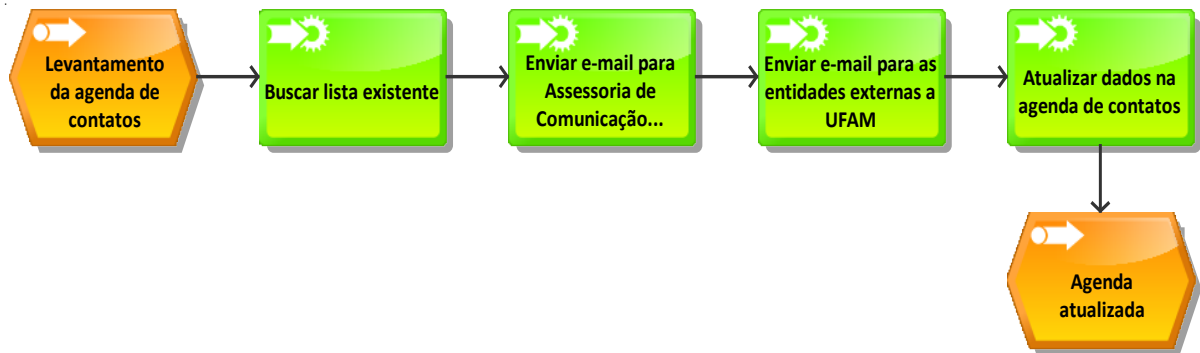 Levantamento
da agenda de
contatos
Buscar lista existente
Enviar e-mail para
Assessoria de
Comunicação...
Enviar e-mail para as
entidades externas a
UFAM
Atualizar dados na
agenda de contatos
Agenda
atualizada